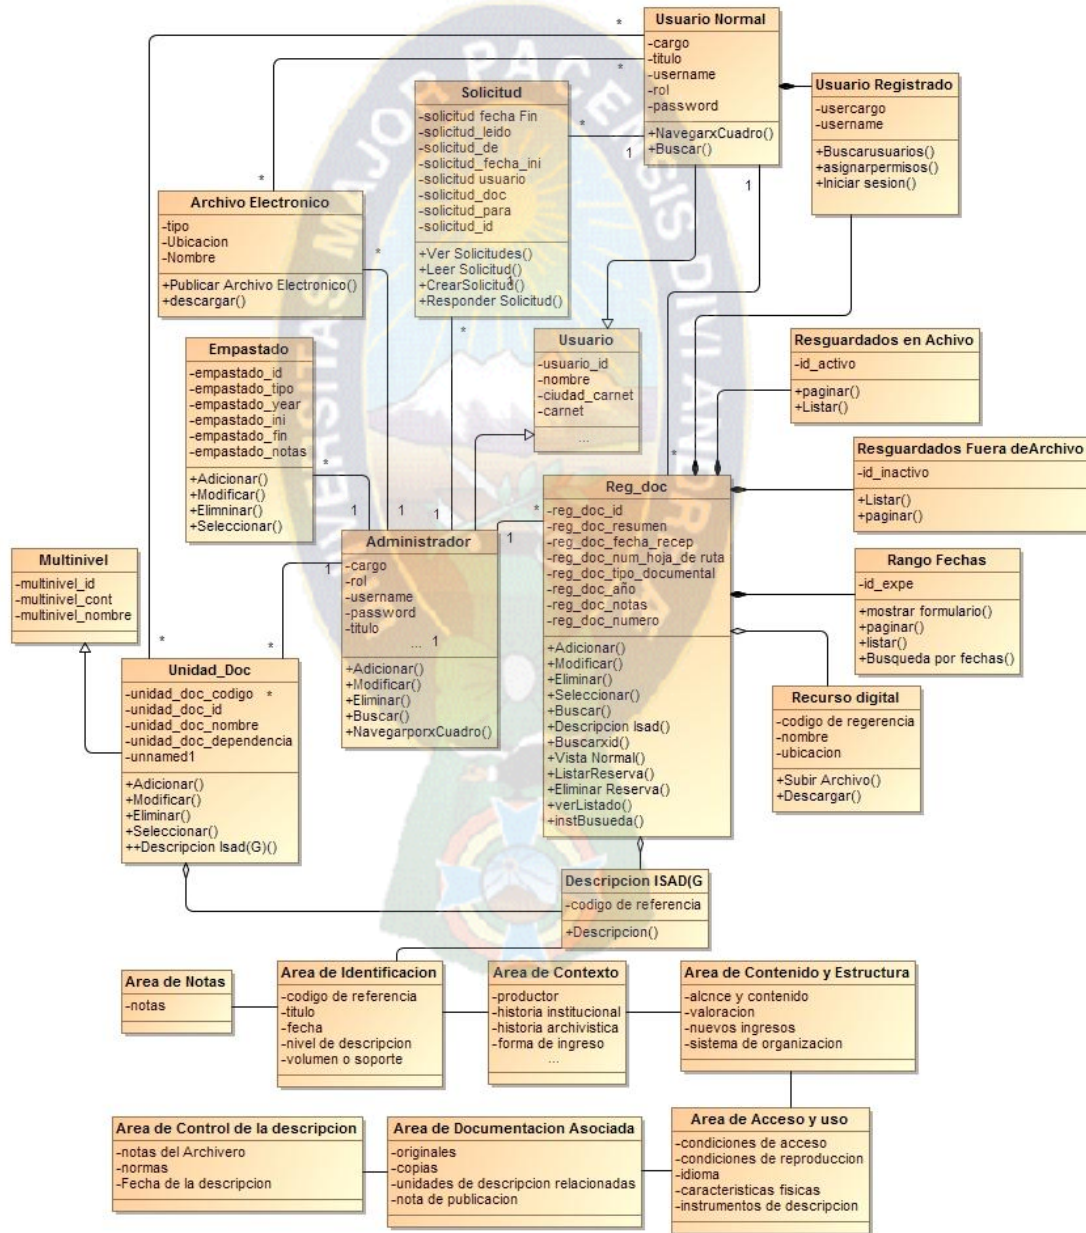 Usuario Normal
-cargo
-titulo
-username
-rol
-password
+NavegarxCuadro()
+Buscar()
Usuario Registrado
-usercargo
-username
+Buscarusuarios()
+asignarpermisos()
+Iniciar sesion()
Solicitud
-solicitud fecha Fin
-solicitud_leido
-solicitud_de
-solicitud_fecha_ini
-solicitud usuario
-solicitud_doc
-solicitud_para
-solicitud_id
+Ver Solicitudes()
+Leer Solicitud()
+CrearSolicitud()
+Responder Solicitud()
Archivo Electronico
-tipo
-Ubicacion
-Nombre
+Publicar Archivo Electronico()
+descargar()
Usuario
-usuario_id
-nombre
-ciudad_carnet
-carnet
...
Resguardados en Achivo
-id_activo
+paginar()
+Listar()
Empastado
-empastado_id
-empastado_tipo
-empastado_year
-empastado_ini
-empastado_fin
-empastado_notas
+Adicionar()
+Modificar()
+Elimninar()
+Seleccionar()
Resguardados Fuera deArchivo
-id_inactivo
+Listar()
+paginar()
Reg_doc
-reg_doc_id
-reg_doc_resumen
-reg_doc_fecha_recep
-reg_doc_num_hoja_de ruta
-reg_doc_tipo_documental
-reg_doc_año
-reg_doc_notas
-reg_doc_numero
+Adicionar()
+Modificar()
+Eliminar()
+Seleccionar()
+Buscar()
+Descripcion Isad()
+Buscarxid()
+Vista Normal()
+ListarReserva()
+Eliminar Reserva()
+verListado()
+instBusueda()
Administrador
-cargo
-rol
-username
-password
-titulo
...
+Adicionar()
+Modificar()
+Eliminar()
+Buscar()
+NavegarporxCuadro()
Multinivel
-multinivel_id
-multinivel_cont
-multinivel_nombre
Rango Fechas
-id_expe
+mostrar formulario()
+paginar()
+listar()
+Busqueda por fechas()
Unidad_Doc
-unidad_doc_codigo
-unidad_doc_id
-unidad_doc_nombre
-unidad_doc_dependencia
-unnamed1
+Adicionar()
+Modificar()
+Eliminar()
+Seleccionar()
++Descripcion Isad(G)()
Recurso digital
-codigo de regerencia
-nombre
-ubicacion
+Subir Archivo()
+Descargar()
Descripcion ISAD(G
-codigo de referencia
+Descripcion()
Area de Notas
-notas
Area de Identificacion
-codigo de referencia
-titulo
-fecha
-nivel de descripcion
-volumen o soporte
Area de Contexto
-productor
-historia institucional
-historia archivistica
-forma de ingreso
...
Area de Contenido y Estructura
-alcnce y contenido
-valoracion
-nuevos ingresos
-sistema de organizacion
Area de Control de la descripcion
-notas del Archivero
-normas
-Fecha de la descripcion
Area de Documentacion Asociada
-originales
-copias
-unidades de descripcion relacionadas
-nota de publicacion
Area de Acceso y uso
-condiciones de acceso
-condiciones de reproduccion
-idioma
-caracteristicas fisicas
-instrumentos de descripcion